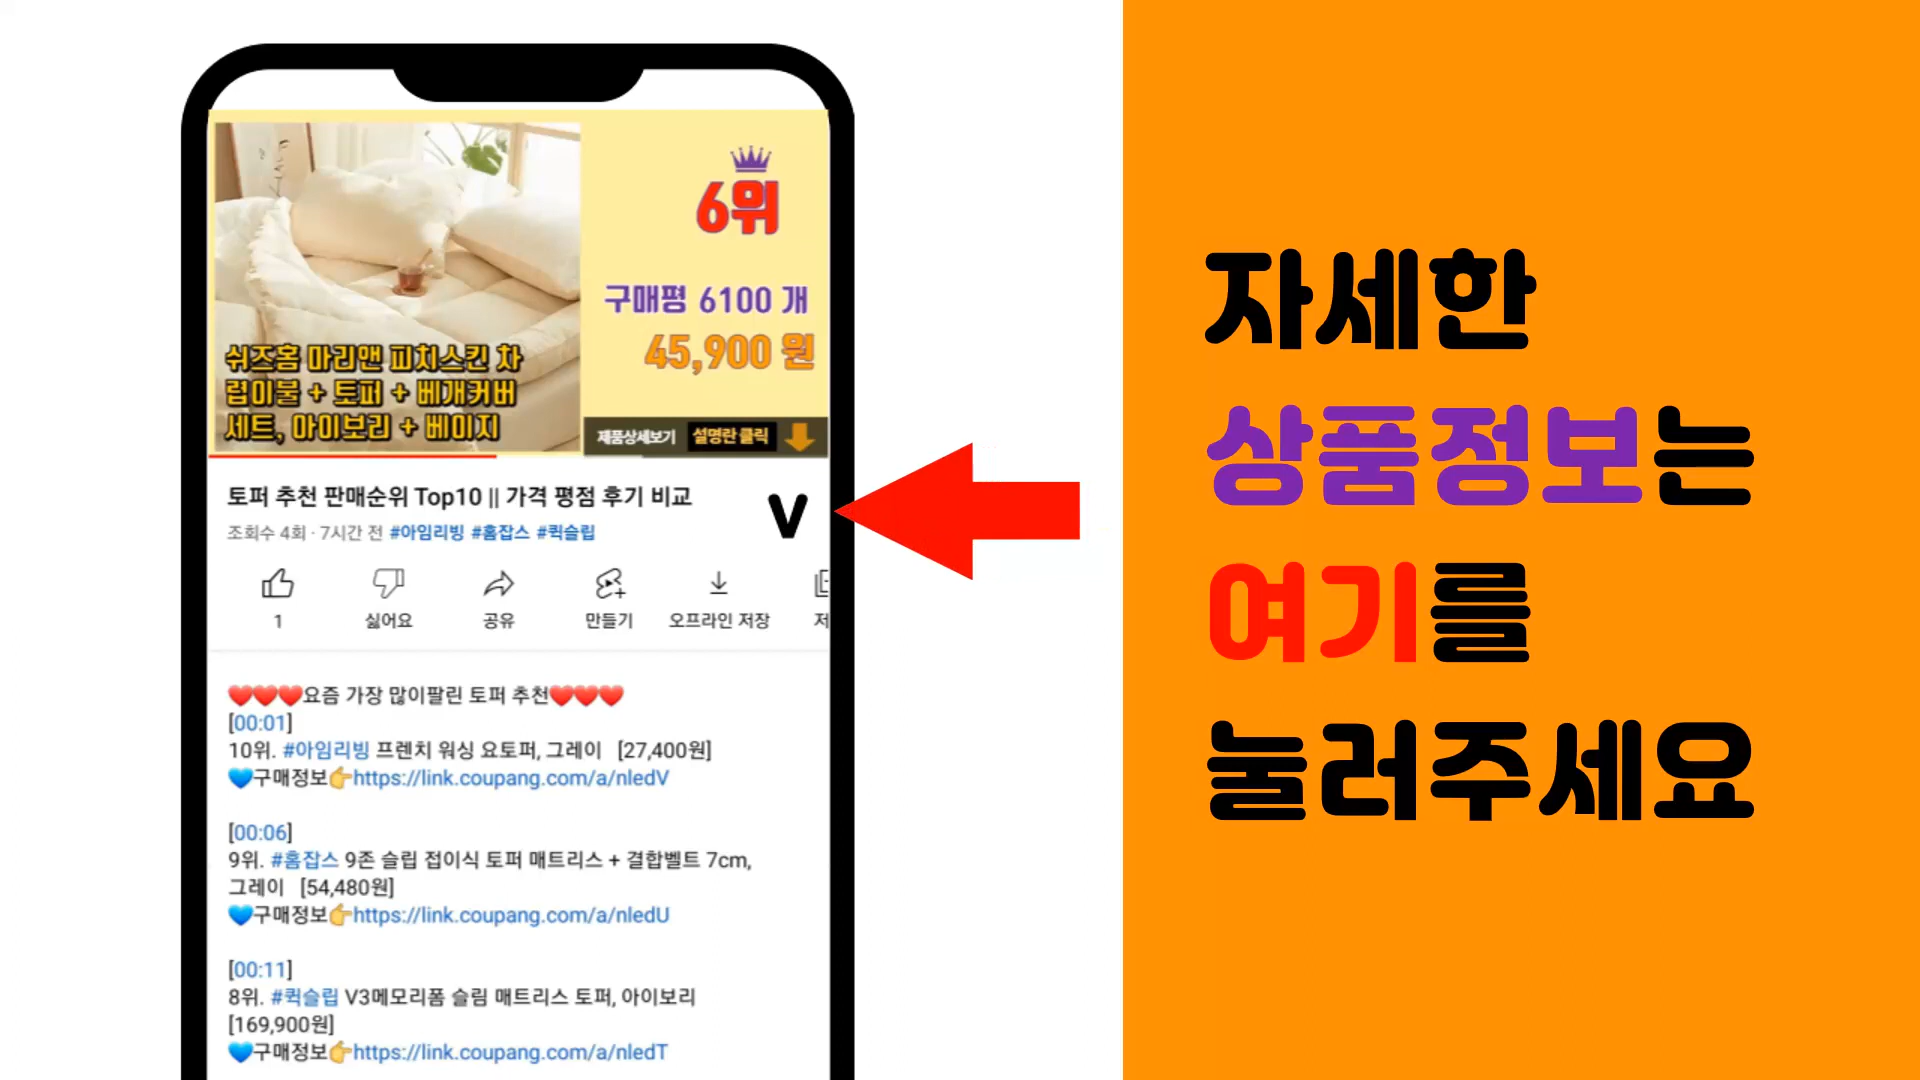 6위
구매평 6100 개
45,900 원
쉬즈홈 마리앤 피치스킨 차
렵이불 + 토퍼 + 베개커버
세트, 아이보리 + 베이지
제품상세보기 설명란 클릭
토퍼 추천 판매순위 Top10 || 가격 평점 후기 비교
V
조회수 4회 · 7시간 전 #아임리빙 #홈잡스 #퀵슬립
1 싫어요 공유 만들기 오프라인 저장 저
❤️❤️❤️요즘 가장 많이팔린 토퍼 추천❤️❤️❤️
[00:01]
10위. #아임리빙 프렌치 워싱 요토퍼, 그레이 [27,400원]
💙구매정보👉https://link.coupang.com/a/nledV
[00:06]
9위. #홈잡스 9존 슬립 접이식 토퍼 매트리스 + 결합벨트 7cm,
그레이 [54,480원]
💙구매정보👉https://link.coupang.com/a/nledU
[00:11]
8위. #퀵슬립 V3메모리폼 슬림 매트리스 토퍼, 아이보리
[169,900원]
💙구매정보👉https://link.coupang.com/a/nledT
자세한
상품정보는
여기를
눌러주세요